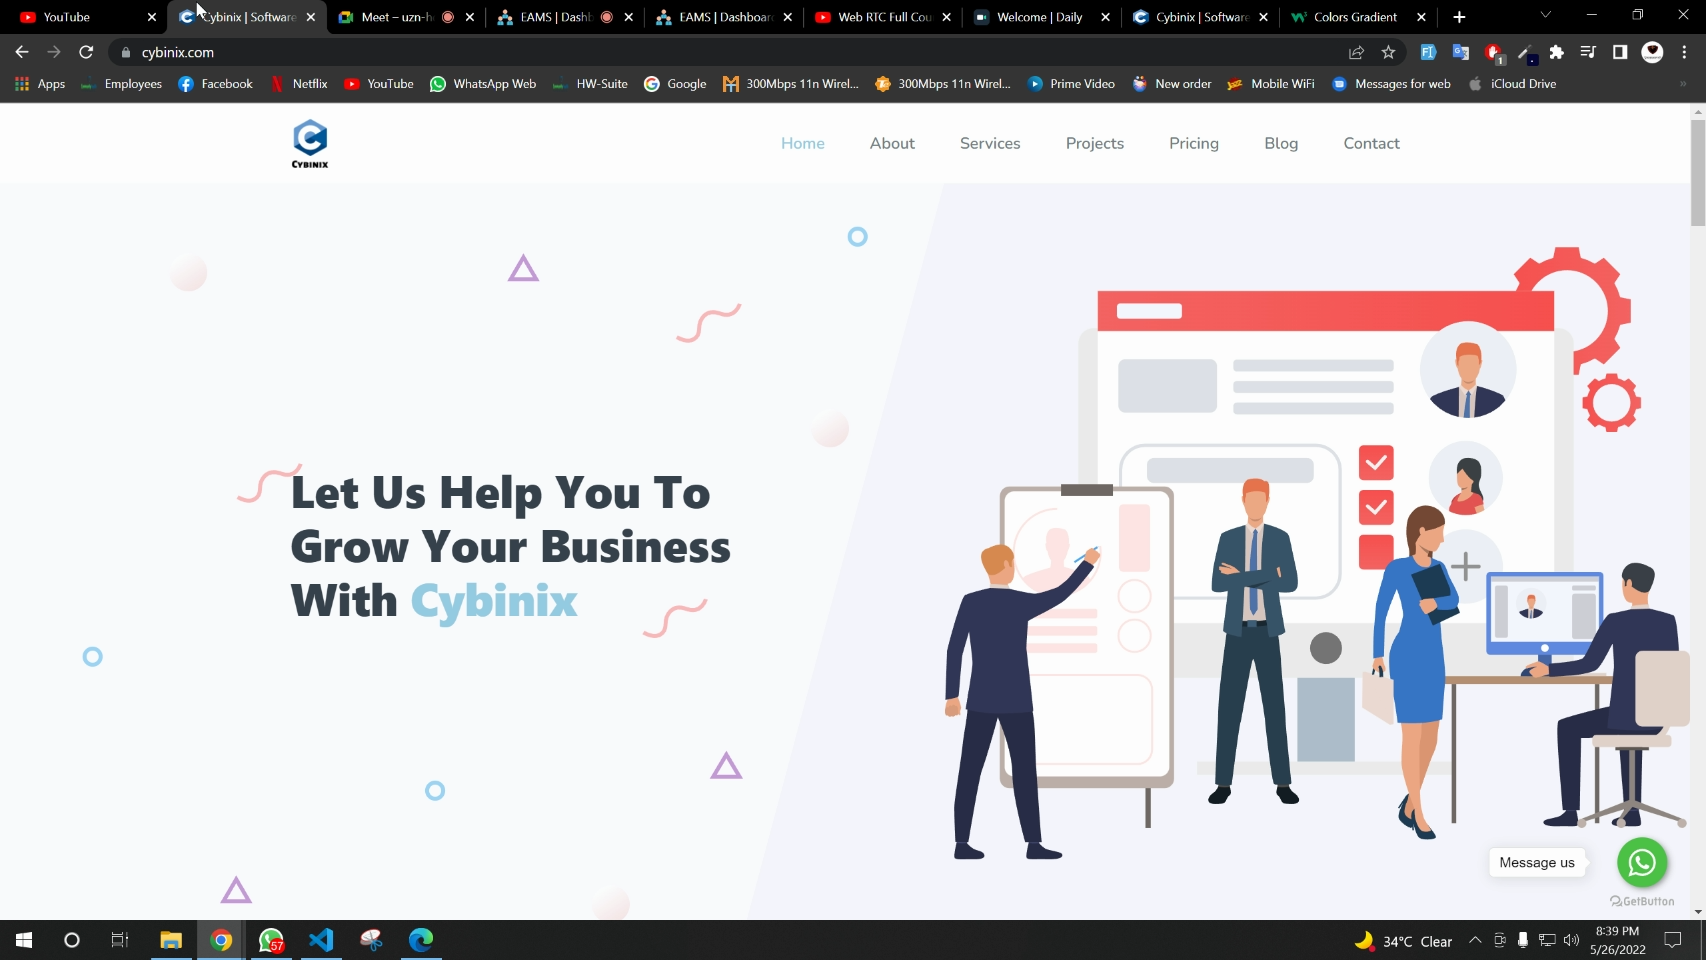 YouTube
Cybinix | Software
Meet – uzn-h
EAMS | Dashb
EAMS | Dashboar
Web RTC Full Cou
Welcome | Daily
Cybinix | Software
Colors Gradient
cybinix.com
1
Apps
Employees
Facebook
Netflix
YouTube
WhatsApp Web
HW-Suite
Google
300Mbps 11n Wirel...
300Mbps 11n Wirel...
Prime Video
New order
Mobile WiFi
Messages for web
iCloud Drive
CYBINIX
Home
About
Services
Projects
Pricing
Blog
Contact
Let Us Help You To
Grow Your Business
With Cybinix
Message us
GetButton
57
34°C Clear
8:39 PM
5/26/2022